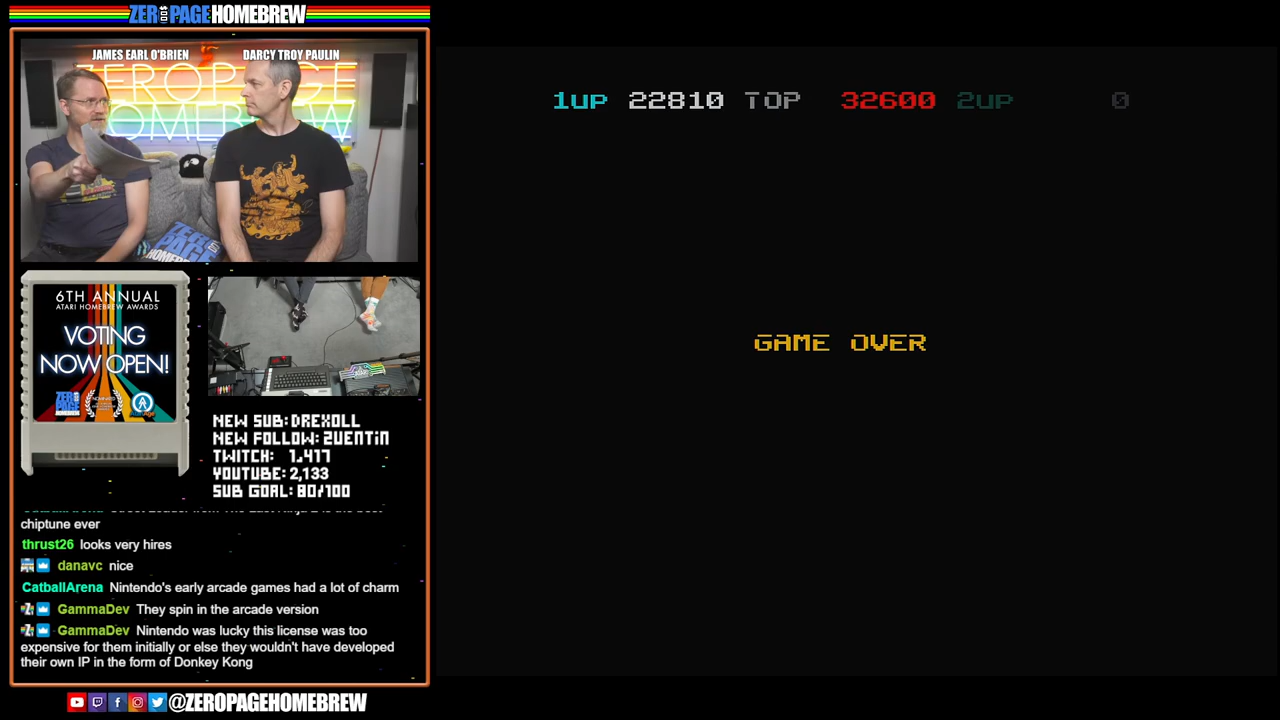 ZEROPAGE HOMEBREW
JAMES EARL O'BRIEN
DARCY TROY PAULIN
ZEROPAGE
HOMEBREW
ZERO
PAGE
1UP 22810 TOP 32600 2UP 0
GAME OVER
6TH ANNUAL
ATARI HOMEBREW AWARDS
VOTING
NOW OPEN!
NEW SUB: DREXOLL
NEW FOLLOW: ZUENTIN
TWITCH: 1,417
YOUTUBE: 2,133
SUB GOAL: 80/100
chiptune ever
thrust26 looks very hires
danavc nice
CatballArena Nintendo's early arcade games had a lot of charm
GammaDev They spin in the arcade version
GammaDev Nintendo was lucky this license was too
expensive for them initially or else they wouldn't have developed
their own IP in the form of Donkey Kong
@ZEROPAGEHOMEBREW